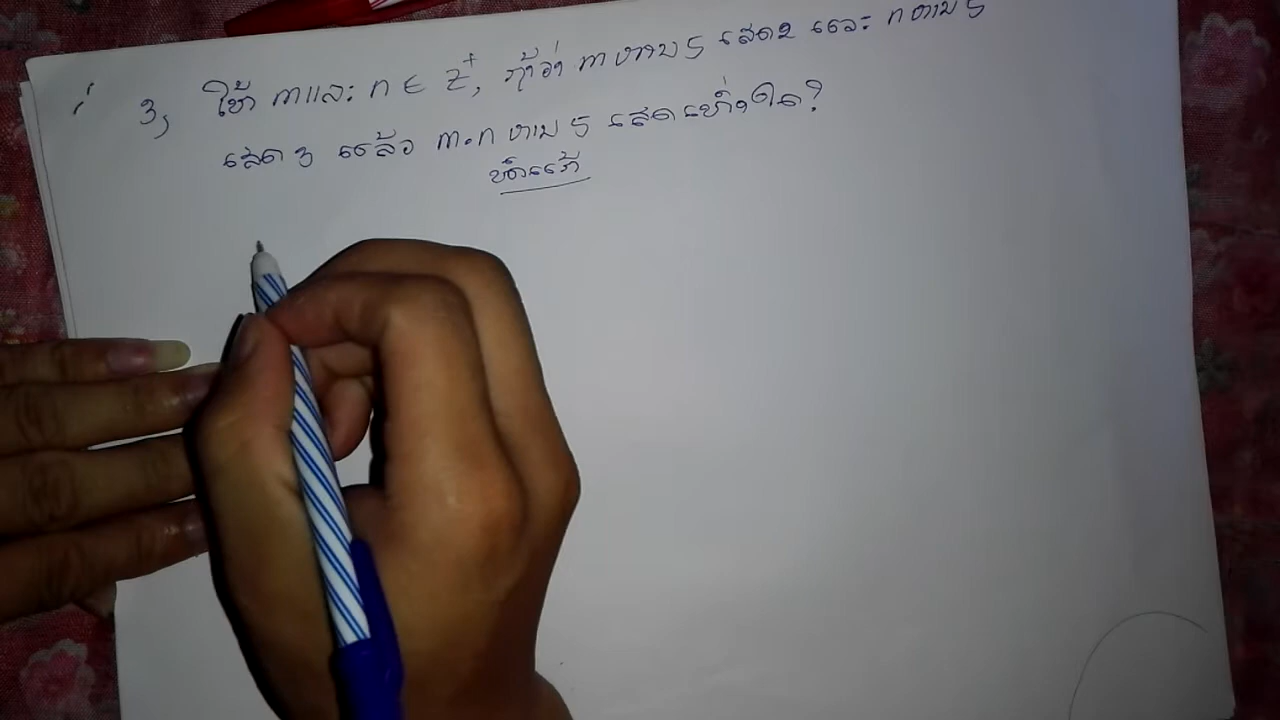 3, ໃຫ້ m ແລະ n ∈ Z⁺, ຖ້າວ່າ m ຫານ 5 ເສດ 2 ແລະ n ຫານ 5
ເສດ 3 ແລ້ວ m.n ຫານ 5 ເສດເທົ່າໃດ?
ບົດແກ້